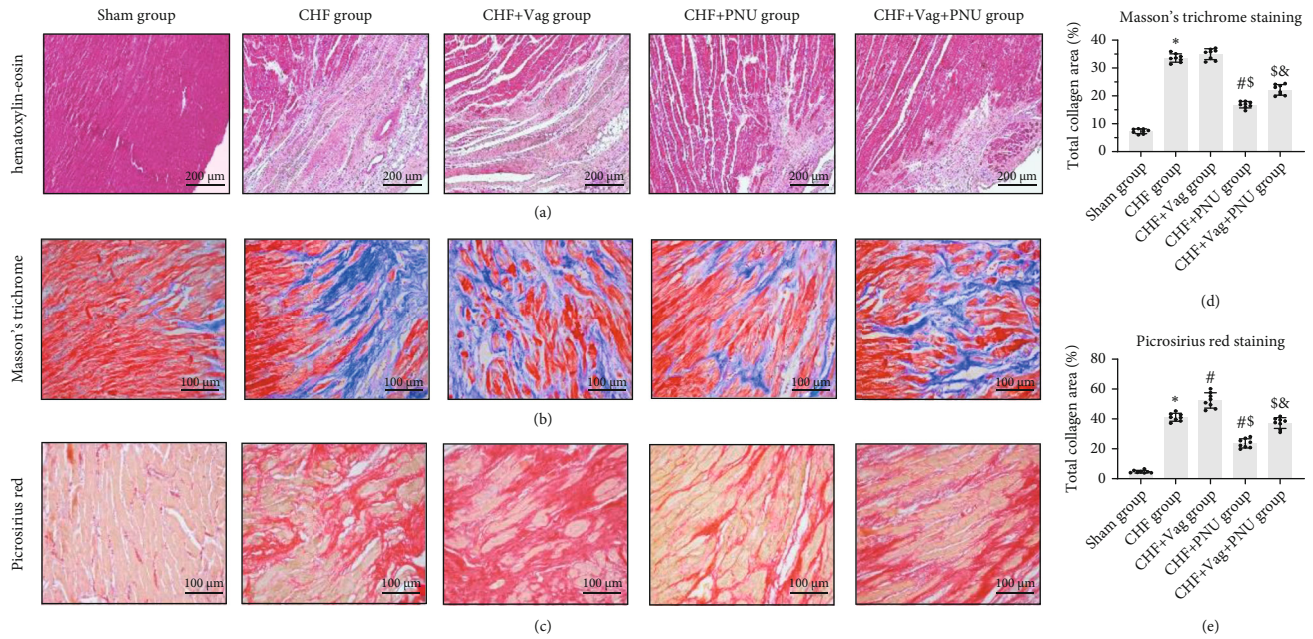 Sham group
CHF group
CHF+Vag group
CHF+PNU group
CHF+Vag+PNU group
hematoxylin-eosin
200 μm
200 μm
200 μm
200 μm
200 μm
(a)
Masson's trichrome
100 μm
100 μm
100 μm
100 μm
100 μm
(b)
Picrosirius red
100 μm
100 μm
100 μm
100 μm
100 μm
(c)
Masson's trichrome staining
Total collagen area (%)
40
30
20
10
0
*
#$
$&
Sham group
CHF group
CHF+Vag group
CHF+PNU group
CHF+Vag+PNU group
(d)
Picrosirius red staining
Total collagen area (%)
80
60
40
20
0
*
#
#$
$&
Sham group
CHF group
CHF+Vag group
CHF+PNU group
CHF+Vag+PNU group
(e)